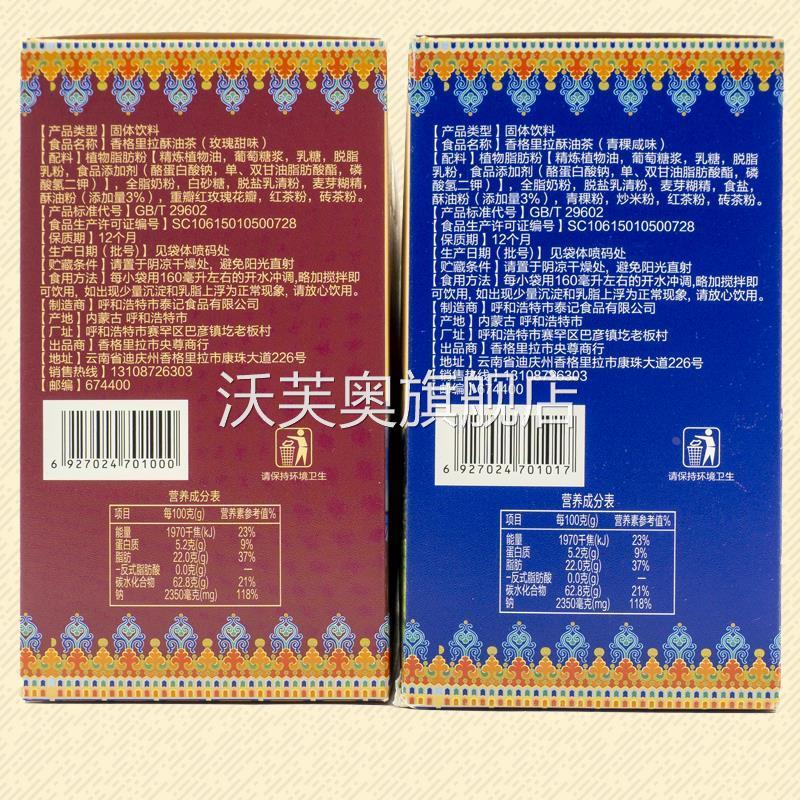 【产品类型】固体饮料
【食品名称】香格里拉酥油茶（玫瑰甜味）
【配料】植物脂肪粉【精炼植物油，葡萄糖浆，乳糖，脱脂
乳粉，食品添加剂（酪蛋白酸钠，单、双甘油脂肪酸酯，磷
酸氢二钾）】，全脂奶粉，白砂糖，脱盐乳清粉，麦芽糊精，
酥油粉（添加量3%），重瓣红玫瑰花瓣，红茶粉，砖茶粉。
【产品标准代号】GB/T 29602
【食品生产许可证编号】SC10615010500728
【保质期】12个月
【生产日期（批号）】见袋体喷码处
【贮藏条件】请置于阴凉干燥处，避免阳光直射
【食用方法】每小袋用160毫升左右的开水冲调,略加搅拌即
可饮用, 如出现少量沉淀和乳脂上浮为正常现象, 请放心饮用。
【制造商】呼和浩特市泰记食品有限公司
【产地】内蒙古 呼和浩特市
【厂址】呼和浩特市赛罕区巴彦镇圪老板村
【出品商】香格里拉市央尊商行
【地址】云南省迪庆州香格里拉市康珠大道226号
【销售热线】13108726303
【邮编】674400
6 927024 701000
请保持环境卫生
营养成分表
项目 每100克(g) 营养素参考值%
能量 1970千焦(kJ) 23%
蛋白质 5.2克(g) 9%
脂肪 22.0克(g) 37%
-反式脂肪酸 0.0克(g) —
碳水化合物 62.8克(g) 21%
钠 2350毫克(mg) 118%
【产品类型】固体饮料
【食品名称】香格里拉酥油茶（青稞咸味）
【配料】植物脂肪粉【精炼植物油，葡萄糖浆，乳糖，脱脂
乳粉，食品添加剂（酪蛋白酸钠，单、双甘油脂肪酸酯，磷
酸氢二钾）】，全脂奶粉，脱盐乳清粉，麦芽糊精，食盐，
酥油粉（添加量3%），青稞粉，炒米粉，红茶粉，砖茶粉。
【产品标准代号】GB/T 29602
【食品生产许可证编号】SC10615010500728
【保质期】12个月
【生产日期（批号）】见袋体喷码处
【贮藏条件】请置于阴凉干燥处，避免阳光直射
【食用方法】每小袋用160毫升左右的开水冲调,略加搅拌即
可饮用, 如出现少量沉淀和乳脂上浮为正常现象, 请放心饮用。
【制造商】呼和浩特市泰记食品有限公司
【产地】内蒙古 呼和浩特市
【厂址】呼和浩特市赛罕区巴彦镇圪老板村
【出品商】香格里拉市央尊商行
【地址】云南省迪庆州香格里拉市康珠大道226号
【销售热线】13108726303
【邮编】674400
6 927024 701017
请保持环境卫生
营养成分表
项目 每100克(g) 营养素参考值%
能量 1970千焦(kJ) 23%
蛋白质 5.2克(g) 9%
脂肪 22.0克(g) 37%
-反式脂肪酸 0.0克(g) —
碳水化合物 62.8克(g) 21%
钠 2350毫克(mg) 118%
沃芙奥旗舰店